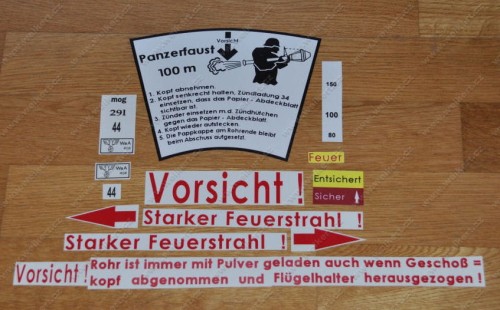 Vorsicht
Panzerfaust
100 m
1. Kopf abnehmen.
2. Kopf senkrecht halten, Zündladung 34
einsetzen, dass das Papier - Abdeckblatt
sichtbar ist.
3. Zünder einsetzen m.d. Zündhütchen
gegen das Papier - Abdeckblatt.
4. Kopf wieder aufstecken.
5. Die Pappkappe am Rohrende bleibt
beim Abschuss aufgesetzt.
mog
291
44
150
100
80
WaA
WaA
44
Feuer
Entsichert
Sicher
Vorsicht !
Starker Feuerstrahl !
Starker Feuerstrahl !
Vorsicht !
Rohr ist immer mit Pulver geladen auch wenn Geschoß =
kopf abgenommen und Flügelhalter herausgezogen !